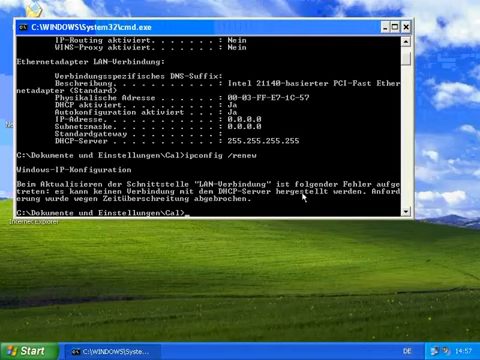 C:\WINDOWS\System32\cmd.exe
IP-Routing aktiviert. . . . . . . : Nein
WINS-Proxy aktiviert. . . . . . . : Nein
Ethernetadapter LAN-Verbindung:
Verbindungsspezifisches DNS-Suffix:
Beschreibung. . . . . . . . . . . : Intel 21140-basierter PCI-Fast Ether
netadapter (Standard)
Physikalische Adresse . . . . . . : 00-03-FF-E7-1C-57
DHCP aktiviert. . . . . . . . . . : Ja
Autokonfiguration aktiviert . . . : Ja
IP-Adresse. . . . . . . . . . . . : 0.0.0.0
Subnetzmaske. . . . . . . . . . . : 0.0.0.0
Standardgateway . . . . . . . . . :
DHCP-Server . . . . . . . . . . . : 255.255.255.255
C:\Dokumente und Einstellungen\Cal>ipconfig /renew
Windows-IP-Konfiguration
Beim Aktualisieren der Schnittstelle "LAN-Verbindung" ist folgender Fehler aufge
treten: es kann keinen Verbindung mit dem DHCP-Server hergestellt werden. Anford
erung wurde wegen Zeitüberschreitung abgebrochen.
C:\Dokumente und Einstellungen\Cal>_
Internet Explorer
Start
C:\WINDOWS\Syste...
DE
14:57